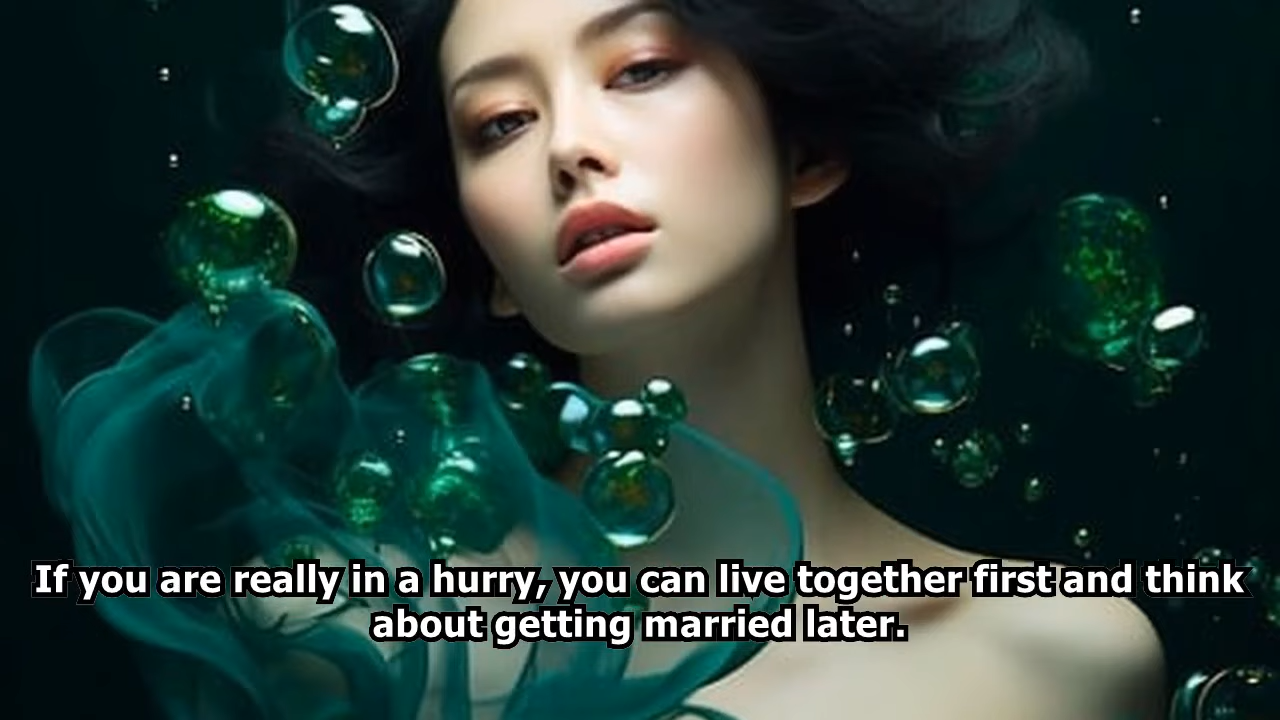 If you are really in a hurry, you can live together first and think
about getting married later.